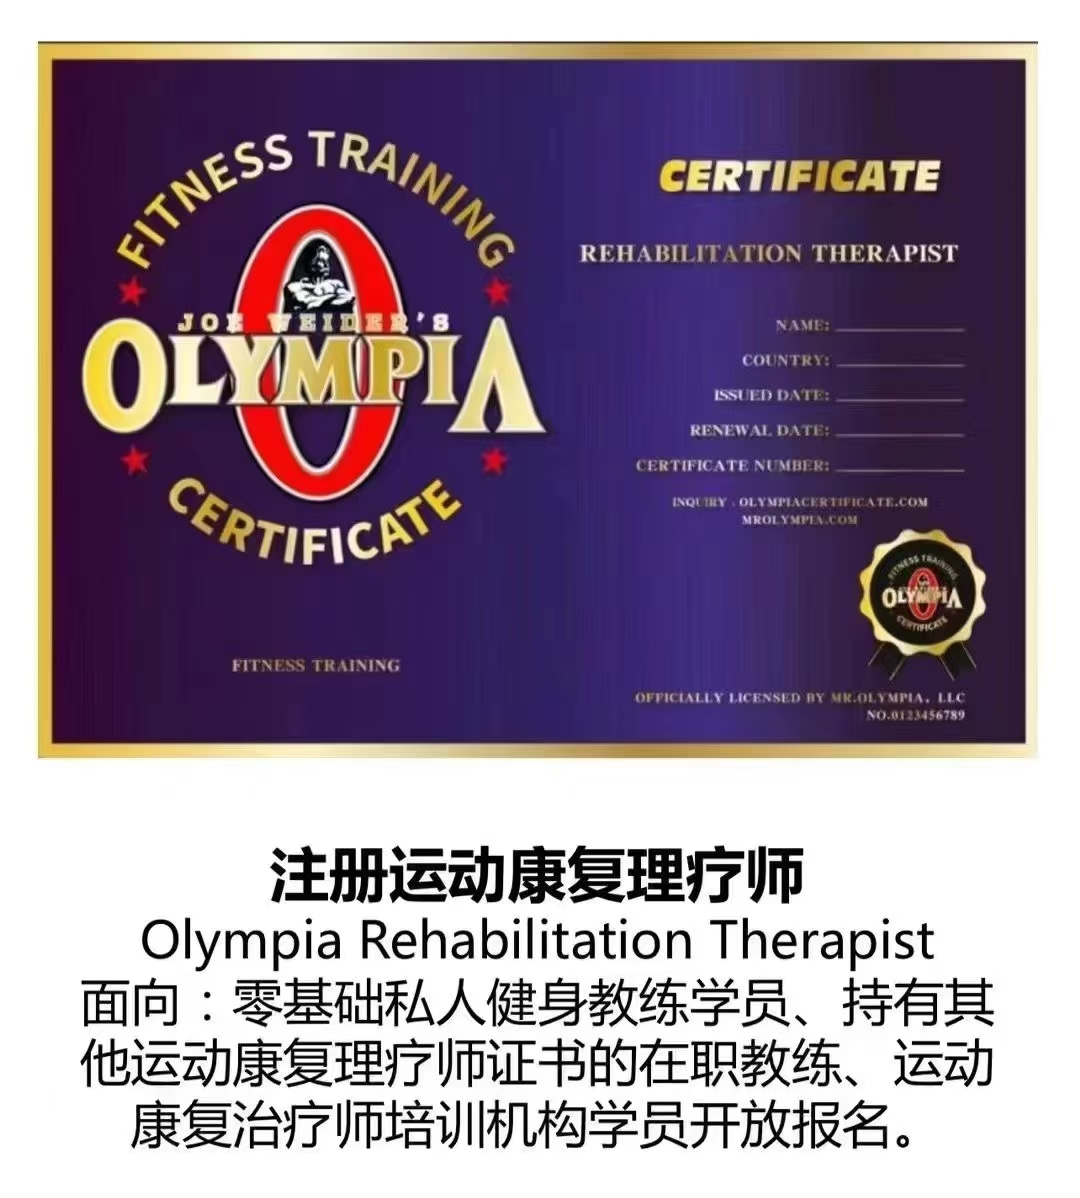 FITNESS TRAINING
JOE WEIDER'S
OLYMPIA
CERTIFICATE
FITNESS TRAINING
CERTIFICATE
REHABILITATION THERAPIST
NAME:
COUNTRY:
ISSUED DATE:
RENEWAL DATE:
CERTIFICATE NUMBER:
INQUIRY : OLYMPIACERTIFICATE.COM
MROLYMPIA.COM
FITNESS TRAINING
OLYMPIA
CERTIFICATE
OFFICIALLY LICENSED BY MR.OLYMPIA, LLC
NO.0123456789
注册运动康复理疗师
Olympia Rehabilitation Therapist
面向：零基础私人健身教练学员、持有其
他运动康复理疗师证书的在职教练、运动
康复治疗师培训机构学员开放报名。